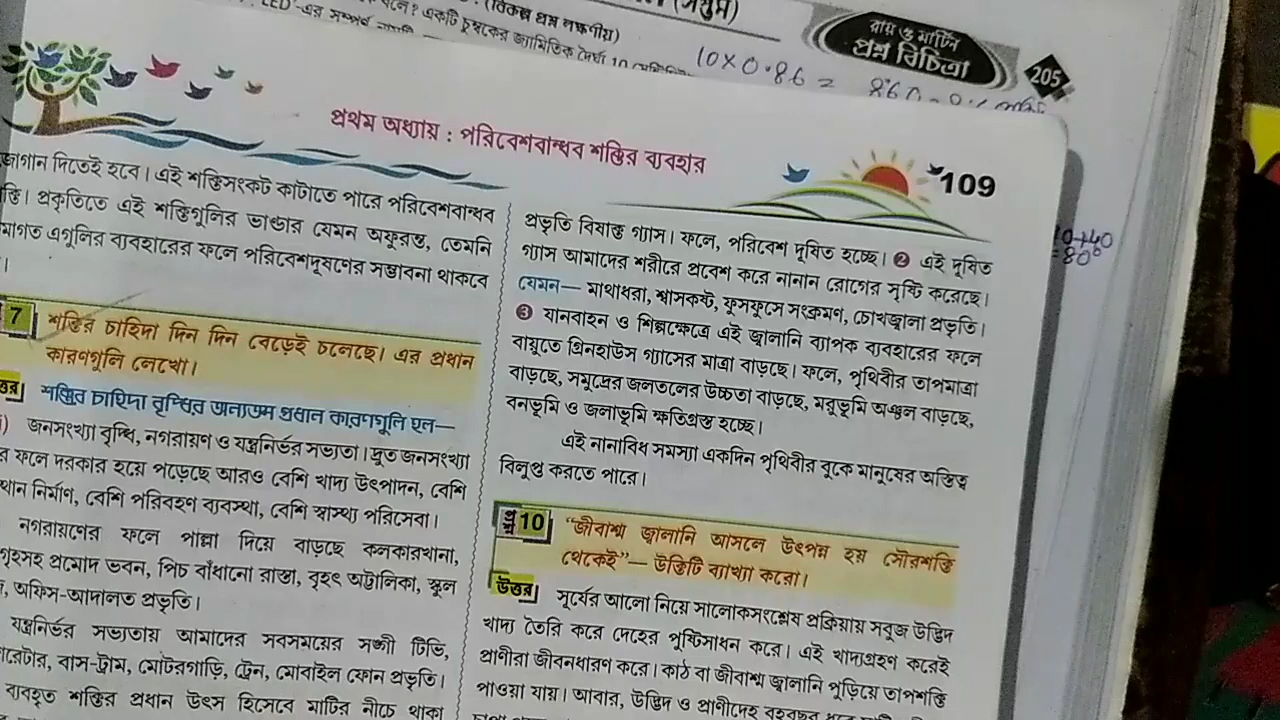 (বিকল্প প্রশ্ন লক্ষণীয়)
একটি চুম্বকের জ্যামিতিক দৈর্ঘ্য 10
10×0.86 =
রায় ও মার্টিন
প্রশ্ন বিচিত্রা
205
প্রথম অধ্যায় : পরিবেশবান্ধব শক্তির ব্যবহার
109
জোগান দিতেই হবে। এই শক্তিসংকট কাটাতে পারে পরিবেশবান্ধব
প্রকৃতিতে এই শক্তিগুলির ভাণ্ডার যেমন অফুরন্ত, তেমনি
এগুলির ব্যবহারের ফলে পরিবেশদূষণের সম্ভাবনা থাকবে
।
7 শক্তির চাহিদা দিন দিন বেড়েই চলেছে। এর প্রধান
কারণগুলি লেখো।
শক্তির চাহিদা বৃদ্ধির অন্যতম প্রধান কারণগুলি হল—
জনসংখ্যা বৃদ্ধি, নগরায়ণ ও যন্ত্রনির্ভর সভ্যতা। দ্রুত জনসংখ্যা
ফলে দরকার হয়ে পড়েছে আরও বেশি খাদ্য উৎপাদন, বেশি
নির্মাণ, বেশি পরিবহণ ব্যবস্থা, বেশি স্বাস্থ্য পরিসেবা।
নগরায়ণের ফলে পাল্লা দিয়ে বাড়ছে কলকারখানা,
গৃহসহ প্রমোদ ভবন, পিচ বাঁধানো রাস্তা, বৃহৎ অট্টালিকা, স্কুল
অফিস-আদালত প্রভৃতি।
যন্ত্রনির্ভর সভ্যতায় আমাদের সবসময়ের সঙ্গী টিভি,
বাস-ট্রাম, মোটরগাড়ি, ট্রেন, মোবাইল ফোন প্রভৃতি।
ব্যবহৃত শক্তির প্রধান উৎস হিসেবে মাটির নীচে থাকা
প্রভৃতি বিষাক্ত গ্যাস। ফলে, পরিবেশ দূষিত হচ্ছে। ❷ এই দূষিত
গ্যাস আমাদের শরীরে প্রবেশ করে নানান রোগের সৃষ্টি করেছে।
যেমন— মাথাধরা, শ্বাসকষ্ট, ফুসফুসে সংক্রমণ, চোখজ্বালা প্রভৃতি।
❸ যানবাহন ও শিল্পক্ষেত্রে এই জ্বালানি ব্যাপক ব্যবহারের ফলে
বায়ুতে গ্রিনহাউস গ্যাসের মাত্রা বাড়ছে। ফলে, পৃথিবীর তাপমাত্রা
বাড়ছে, সমুদ্রের জলতলের উচ্চতা বাড়ছে, মরুভূমি অঞ্চল বাড়ছে,
বনভূমি ও জলাভূমি ক্ষতিগ্রস্ত হচ্ছে।
এই নানাবিধ সমস্যা একদিন পৃথিবীর বুকে মানুষের অস্তিত্ব
বিলুপ্ত করতে পারে।
প্রশ্ন 10 “জীবাশ্ম জ্বালানি আসলে উৎপন্ন হয় সৌরশক্তি
থেকেই”— উক্তিটি ব্যাখ্যা করো।
উত্তর সূর্যের আলো নিয়ে সালোকসংশ্লেষ প্রক্রিয়ায় সবুজ উদ্ভিদ
খাদ্য তৈরি করে দেহের পুষ্টিসাধন করে। এই খাদ্যগ্রহণ করেই
প্রাণীরা জীবনধারণ করে। কাঠ বা জীবাশ্ম জ্বালানি পুড়িয়ে তাপশক্তি
পাওয়া যায়। আবার, উদ্ভিদ ও প্রাণীদেহ বহুবছর